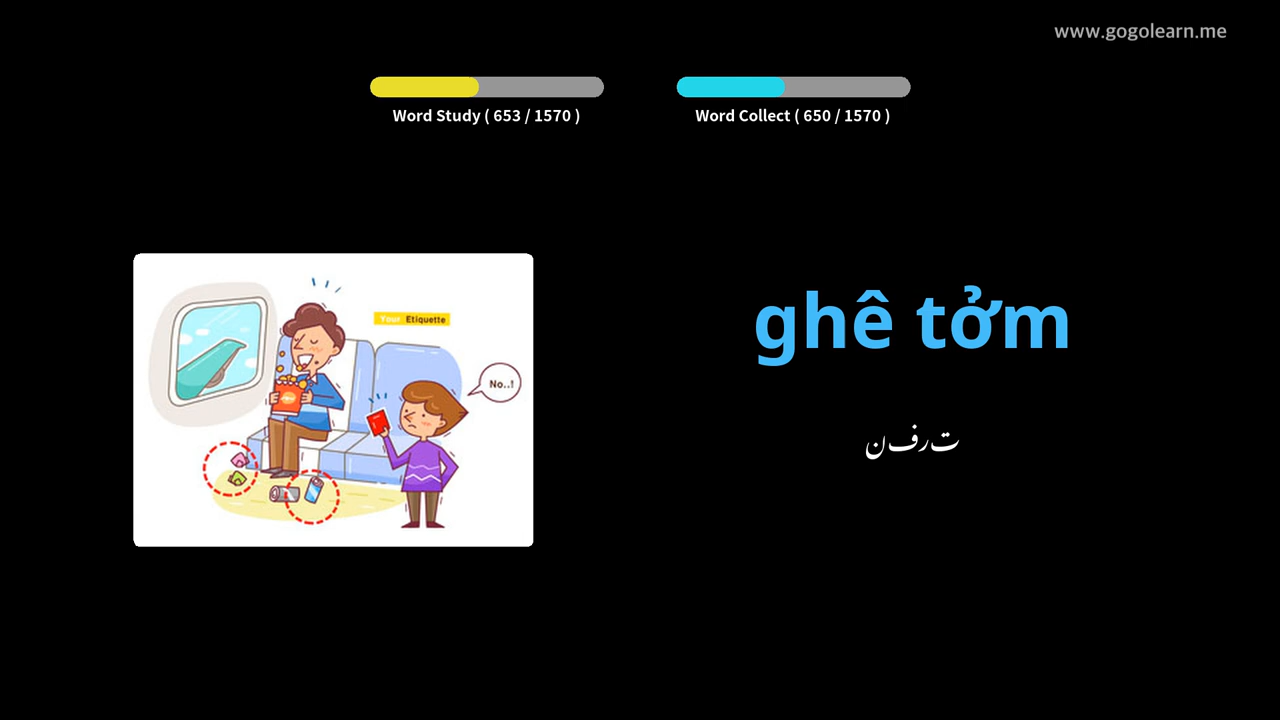 www.gogolearn.me
Word Study ( 653 / 1570 )
Word Collect ( 650 / 1570 )
Your Etiquette
No..!
ghê tởm
ترفن